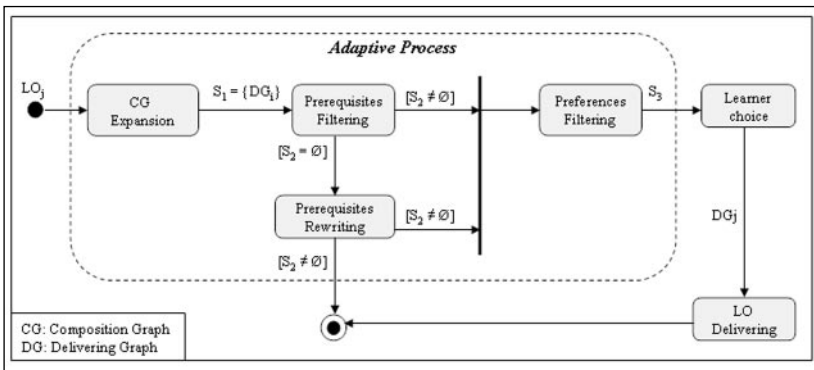 Adaptive Process
LOj
CG
Expansion
S1 = {DGi}
Prerequisites
Filtering
[S2 ≠ Ø]
Preferences
Filtering
S3
Learner
choice
[S2 = Ø]
Prerequisites
Rewriting
[S2 ≠ Ø]
[S2 ≠ Ø]
DGj
LO
Delivering
CG: Composition Graph
DG: Delivering Graph